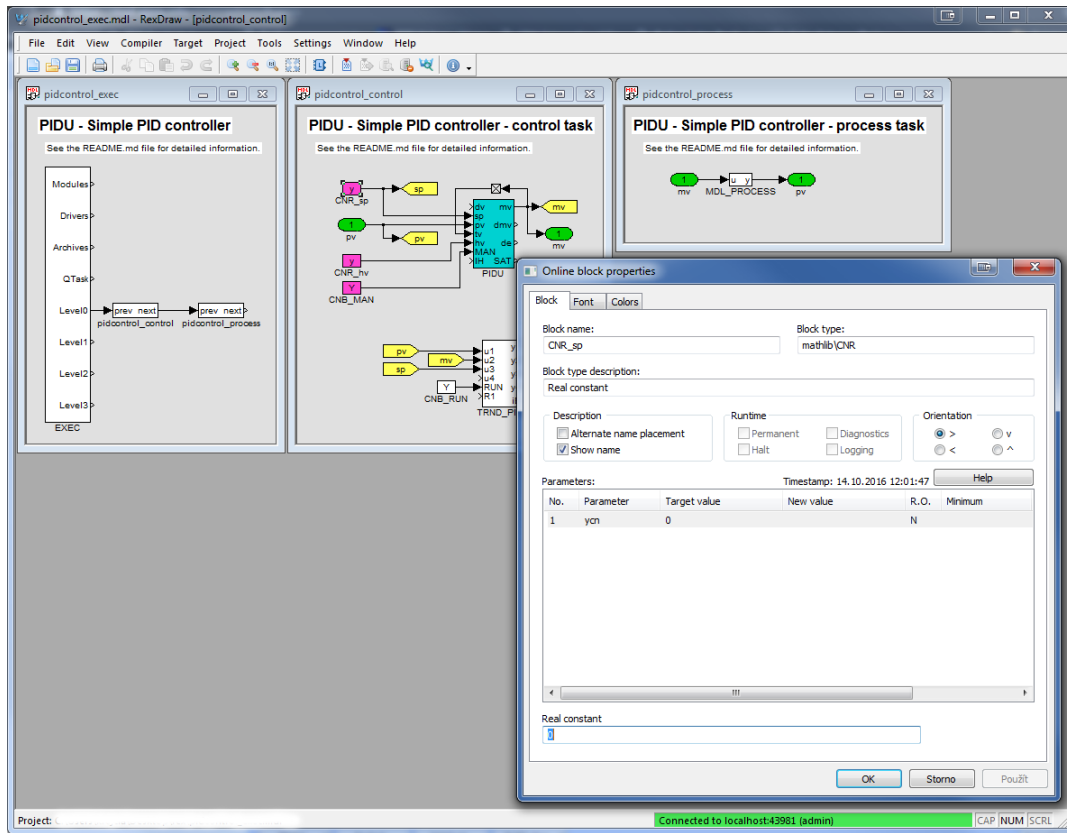 pidcontrol_exec.mdl - RexDraw - [pidcontrol_control]
File Edit View Compiler Target Project Tools Settings Window Help
pidcontrol_exec
PIDU - Simple PID controller
See the README.md file for detailed information.
Modules
Drivers
Archives
QTask
Level0
prev next
pidcontrol_control
prev next
pidcontrol_process
Level1
Level2
Level3
EXEC
pidcontrol_control
PIDU - Simple PID controller - control task
See the README.md file for detailed information.
y
CNR_sp
sp
1
pv
pv
y
CNR_hv
Y
CNB_MAN
dv mv
sp
pv dmv
tv
hv de
MAN
IH SAT
PIDU
mv
1
mv
pv
mv
sp
Y
CNB_RUN
u1 y
u2 y
u3 y
u4 y
RUN y
R1
TRND_PI
pidcontrol_process
PIDU - Simple PID controller - process task
See the README.md file for detailed information.
1
mv
u y
MDL_PROCESS
1
pv
Online block properties
Block Font Colors
Block name: Block type:
CNR_sp mathlib\CNR
Block type description:
Real constant
Description Runtime Orientation
Alternate name placement Permanent Diagnostics > v
Show name Halt Logging < ^
Parameters: Timestamp: 14.10.2016 12:01:47 Help
No. Parameter Target value New value R.O. Minimum
1 ycn 0 N
Real constant
0
OK Storno Použít
Project: Connected to localhost:43981 (admin) CAP NUM SCRL